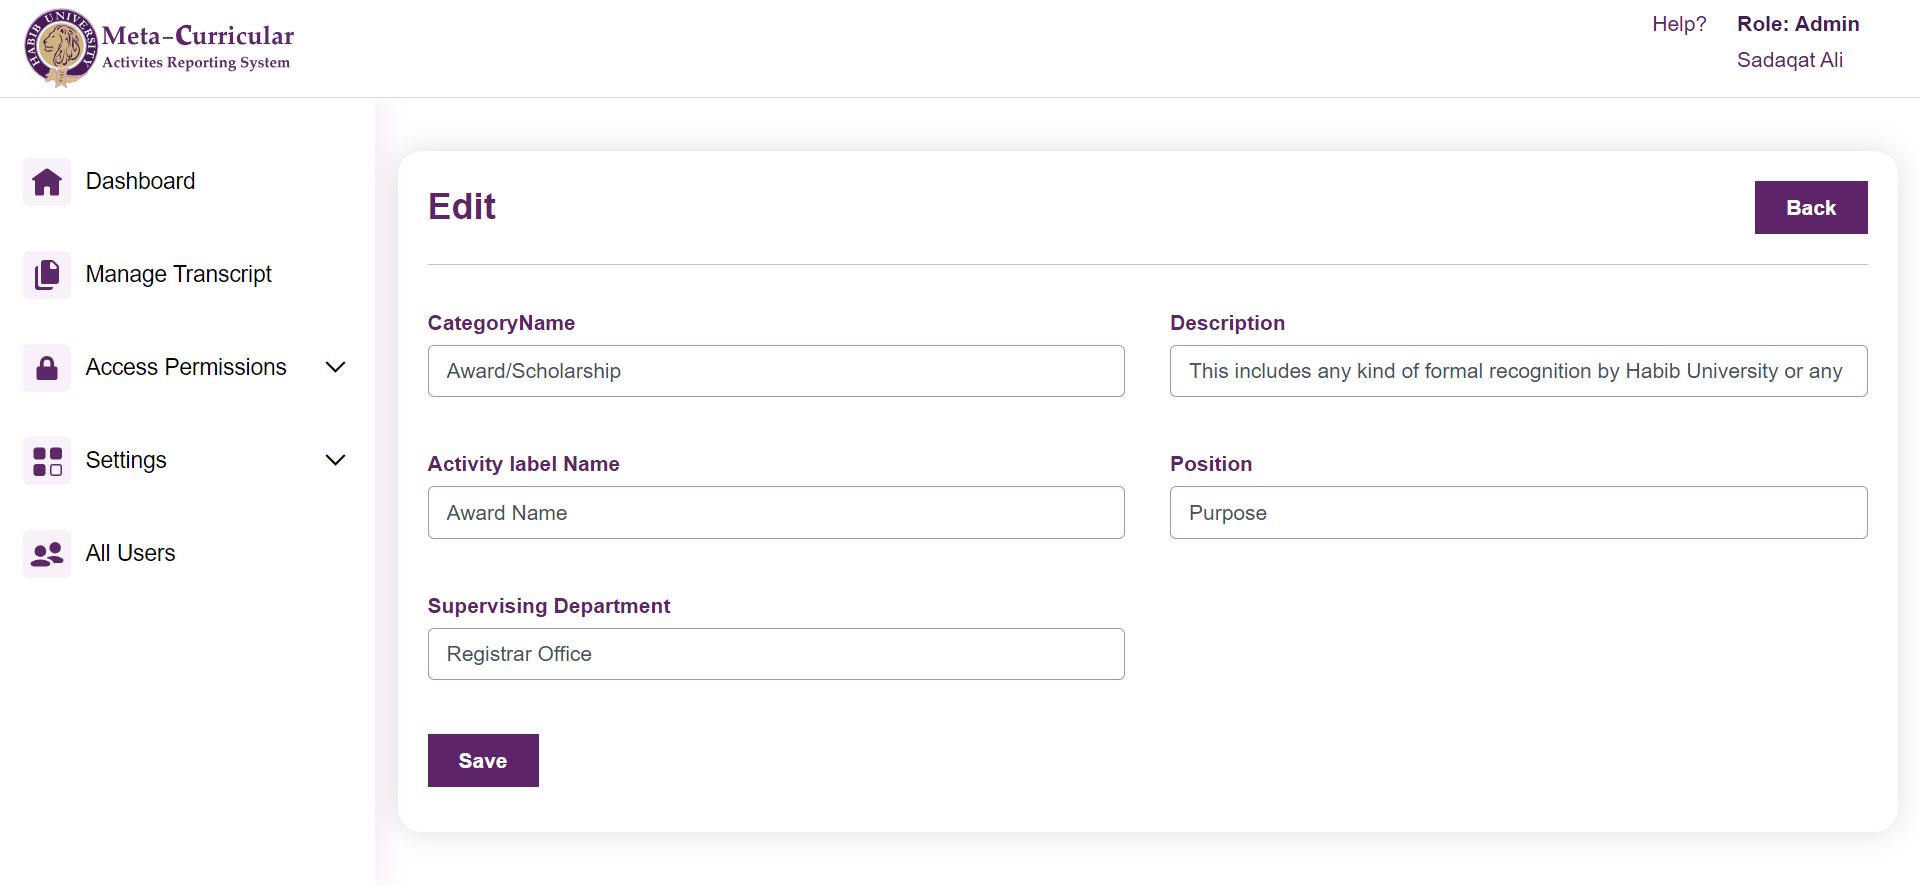 HABIB UNIVERSITY
Meta-Curricular
Activites Reporting System
Help?
Role: Admin
Sadaqat Ali
Dashboard
Manage Transcript
Access Permissions
Settings
All Users
Edit
Back
CategoryName
Description
Award/Scholarship
This includes any kind of formal recognition by Habib University or any
Activity label Name
Position
Award Name
Purpose
Supervising Department
Registrar Office
Save